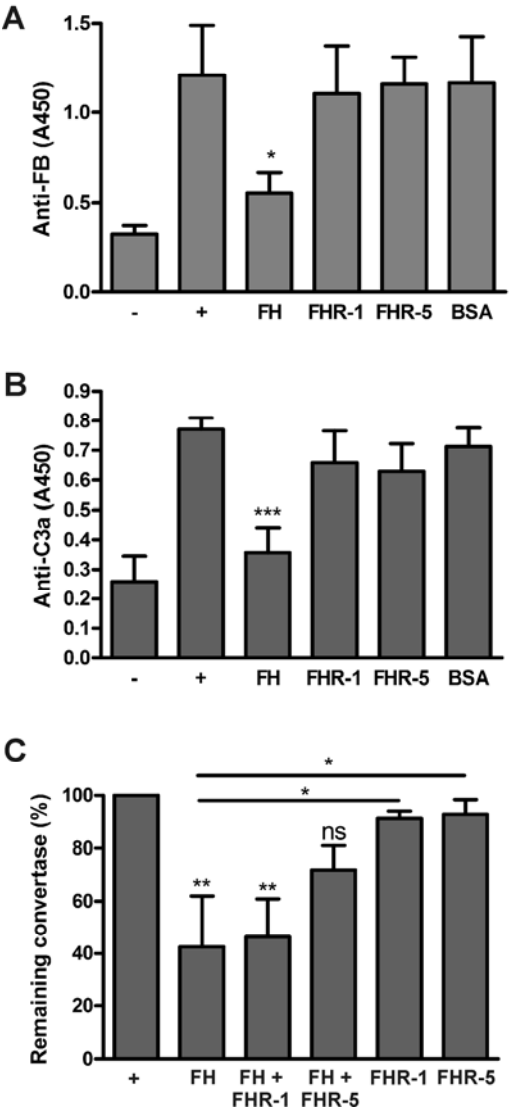 A
Anti-FB (A450)
1.5
1.0
0.5
0.0
*
- + FH FHR-1 FHR-5 BSA
B
Anti-C3a (A450)
0.9
0.8
0.7
0.6
0.5
0.4
0.3
0.2
0.1
0.0
***
- + FH FHR-1 FHR-5 BSA
C
Remaining convertase (%)
100
80
60
40
20
0
*
*
** ** ns
+ FH FH + FH + FHR-1 FHR-5
FHR-1 FHR-5